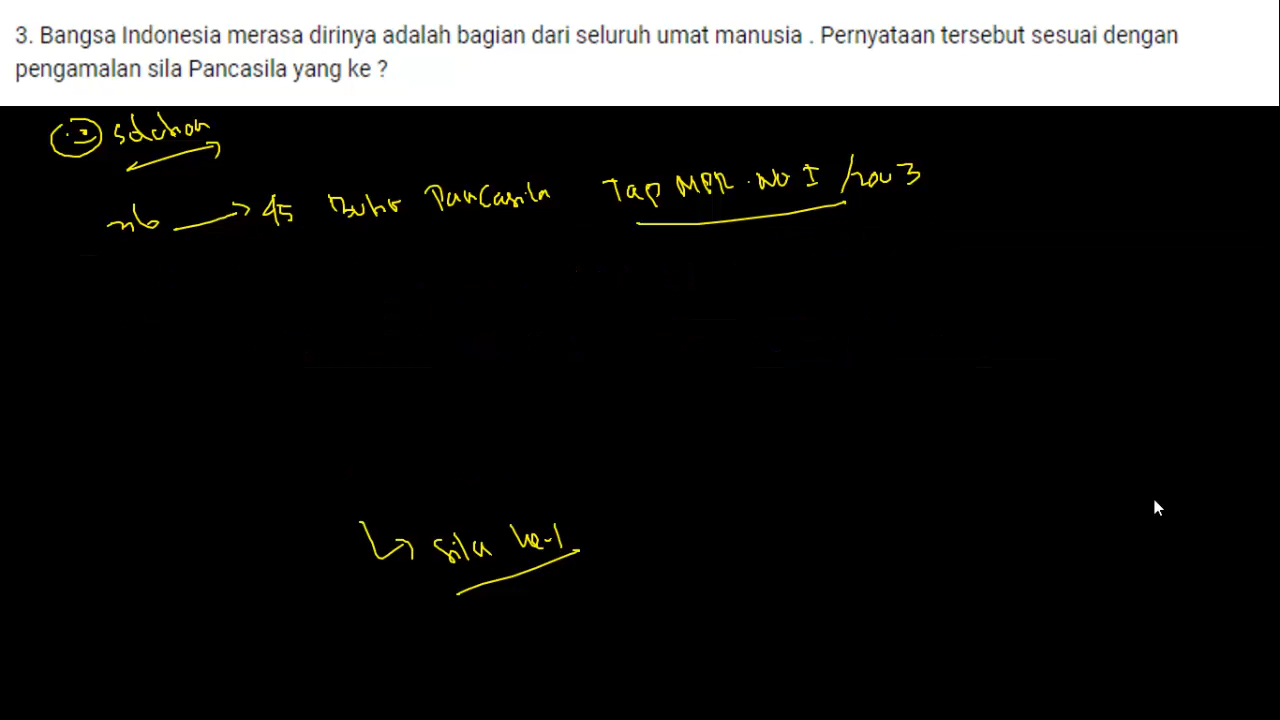 3. Bangsa Indonesia merasa dirinya adalah bagian dari seluruh umat manusia . Pernyataan tersebut sesuai dengan
pengamalan sila Pancasila yang ke ?
solution
45 Butir Pancasila Tap MPR. No I /2003
sila ke-1